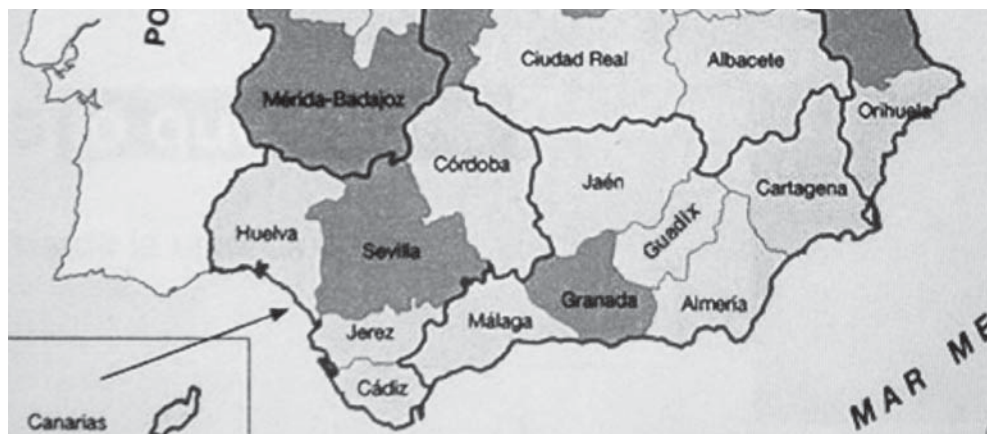 PO
Ciudad Real
Albacete
Mérida-Badajoz
Orihuela
Córdoba
Jaén
Cartagena
Guadix
Huelva
Sevilla
Granada
Almería
Málaga
Jerez
Cádiz
Canarias
MAR ME